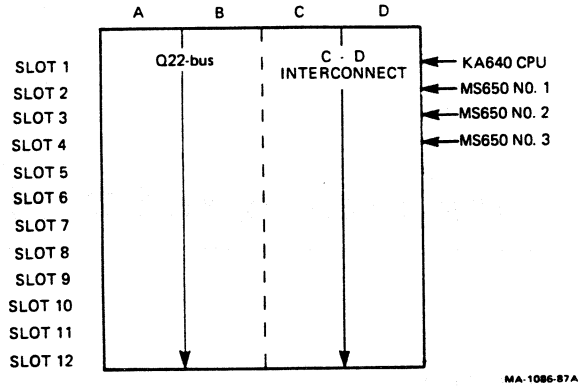 A B C D
Q22-bus C - D
INTERCONNECT
SLOT 1 KA640 CPU
SLOT 2 MS650 NO. 1
SLOT 3 MS650 NO. 2
SLOT 4 MS650 NO. 3
SLOT 5
SLOT 6
SLOT 7
SLOT 8
SLOT 9
SLOT 10
SLOT 11
SLOT 12
MA-1086-87A